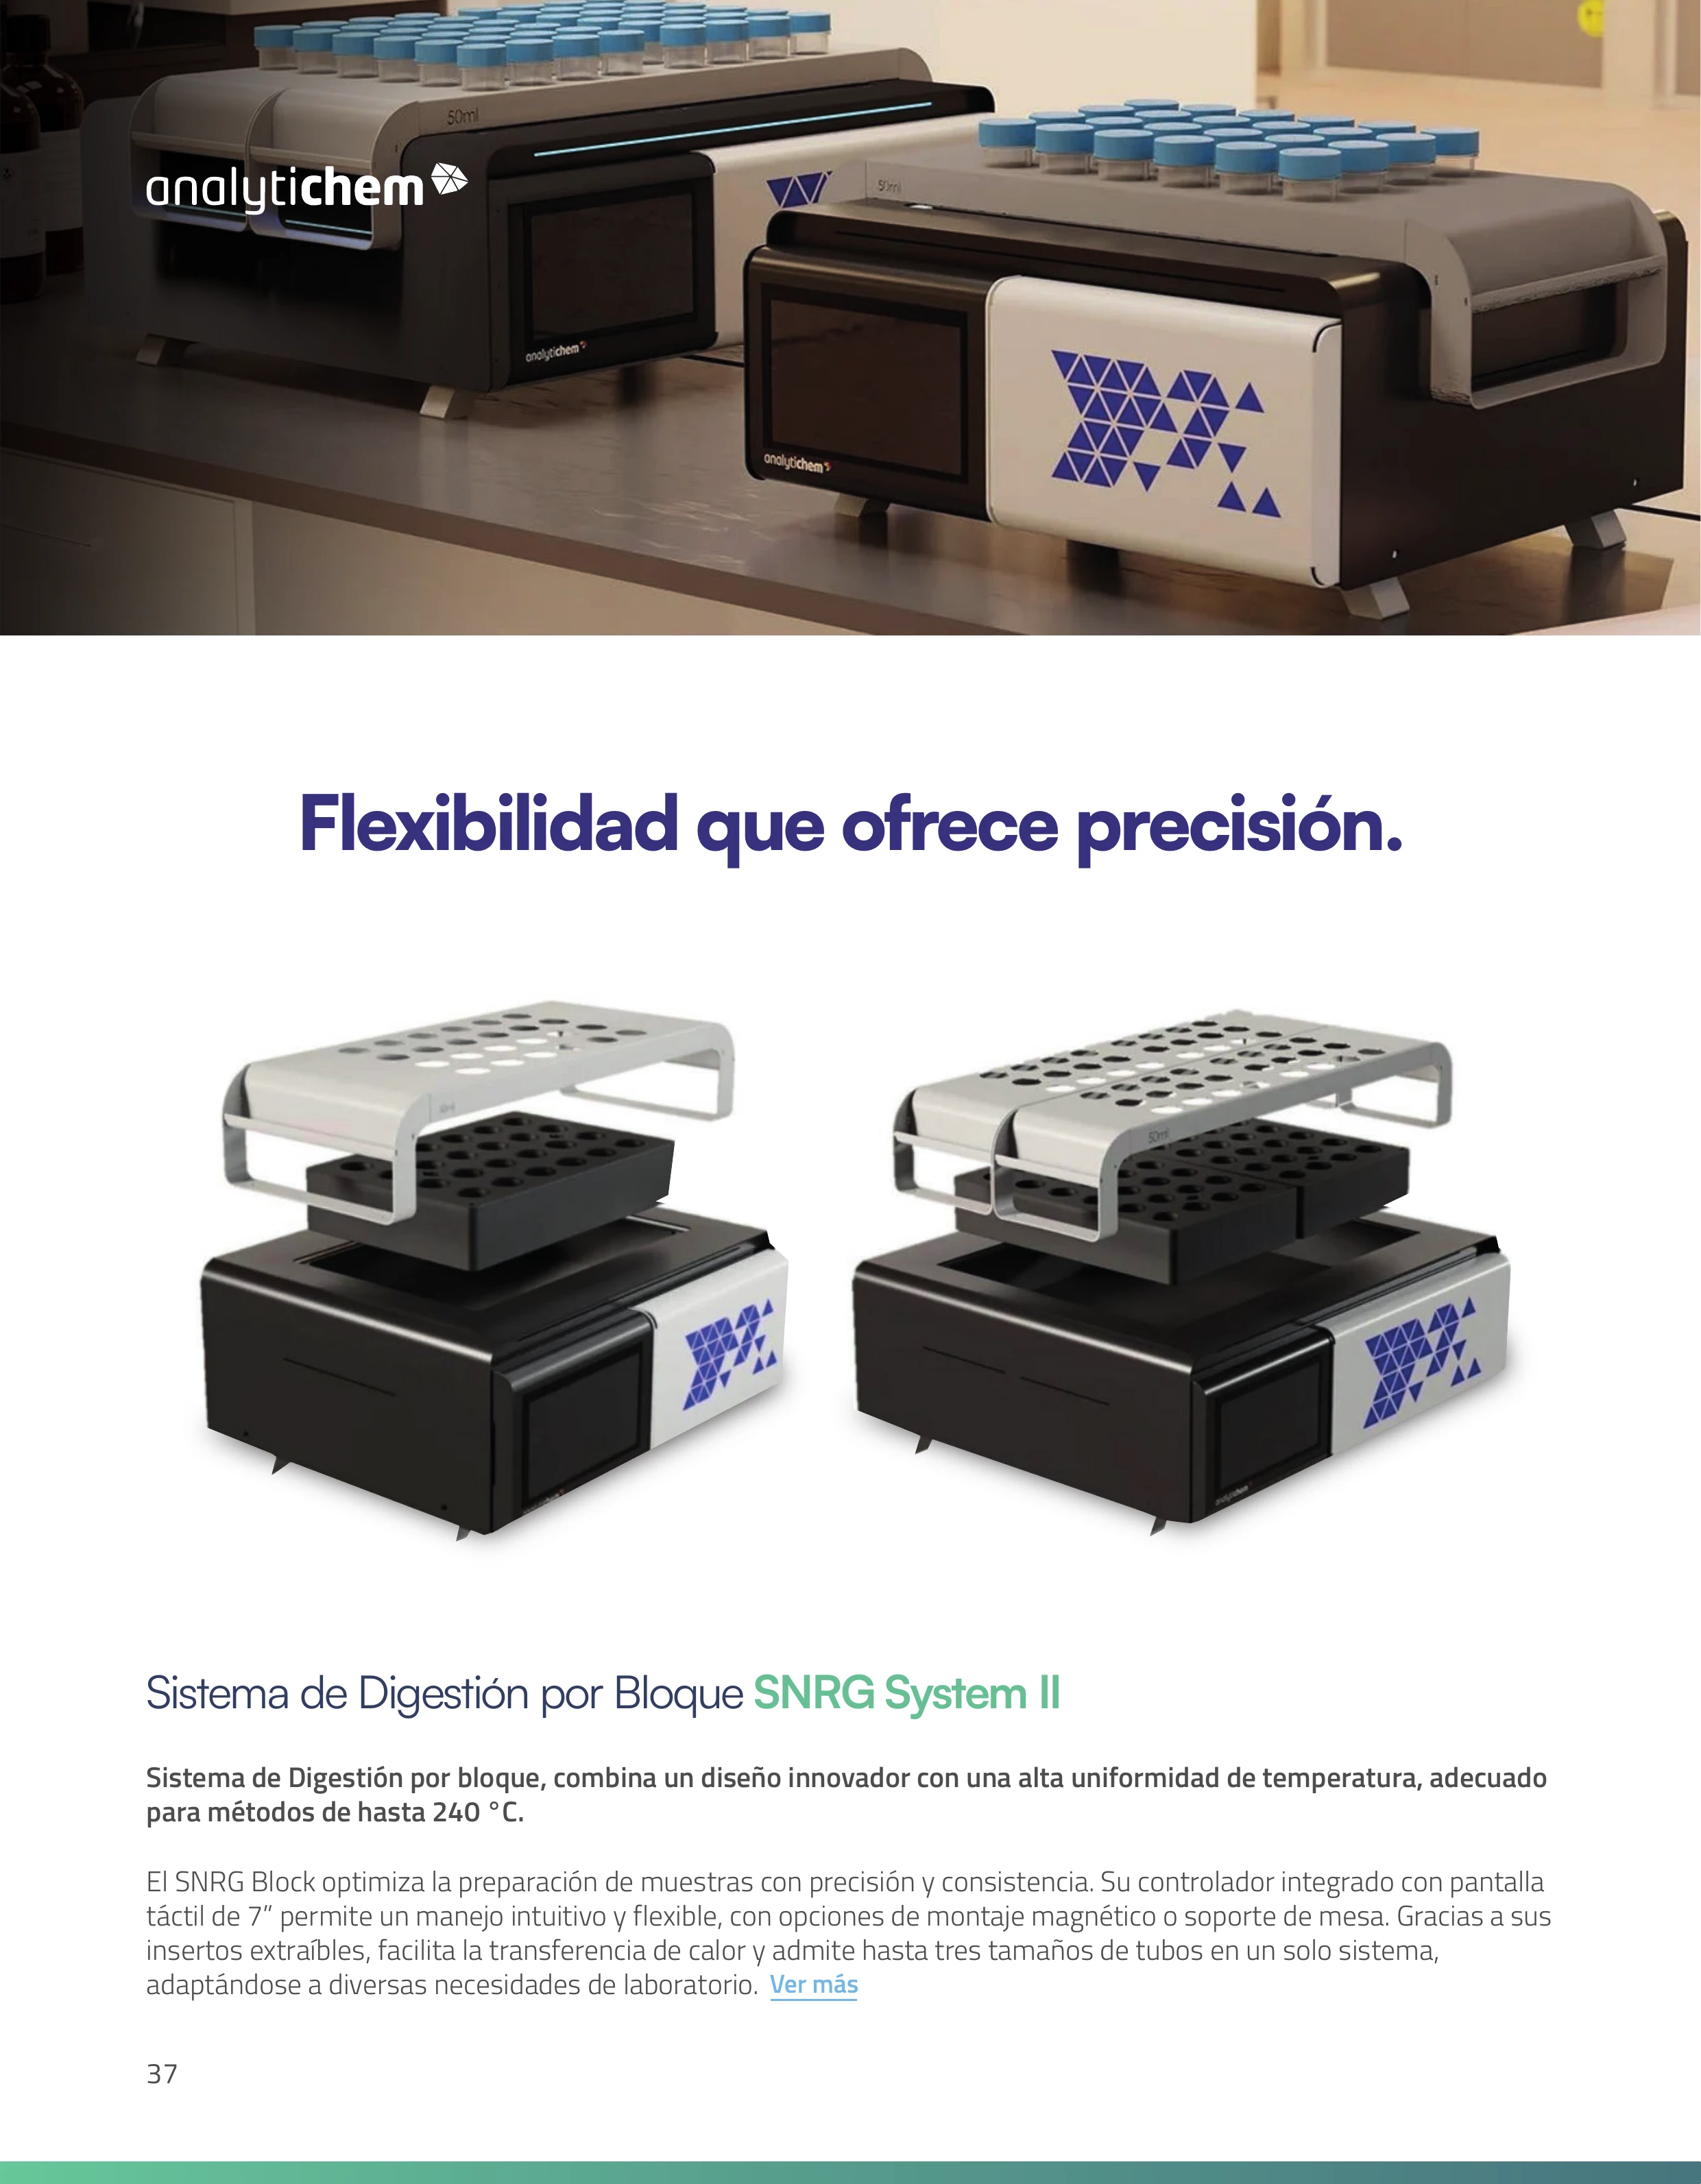 50ml
analytichem
50ml
analytichem
analytichem
Flexibilidad que ofrece precisión.
50ml
analytichem
Sistema de Digestión por Bloque SNRG System II
Sistema de Digestión por bloque, combina un diseño innovador con una alta uniformidad de temperatura, adecuado
para métodos de hasta 240 °C.
El SNRG Block optimiza la preparación de muestras con precisión y consistencia. Su controlador integrado con pantalla
táctil de 7” permite un manejo intuitivo y flexible, con opciones de montaje magnético o soporte de mesa. Gracias a sus
insertos extraíbles, facilita la transferencia de calor y admite hasta tres tamaños de tubos en un solo sistema,
adaptándose a diversas necesidades de laboratorio. Ver más
37